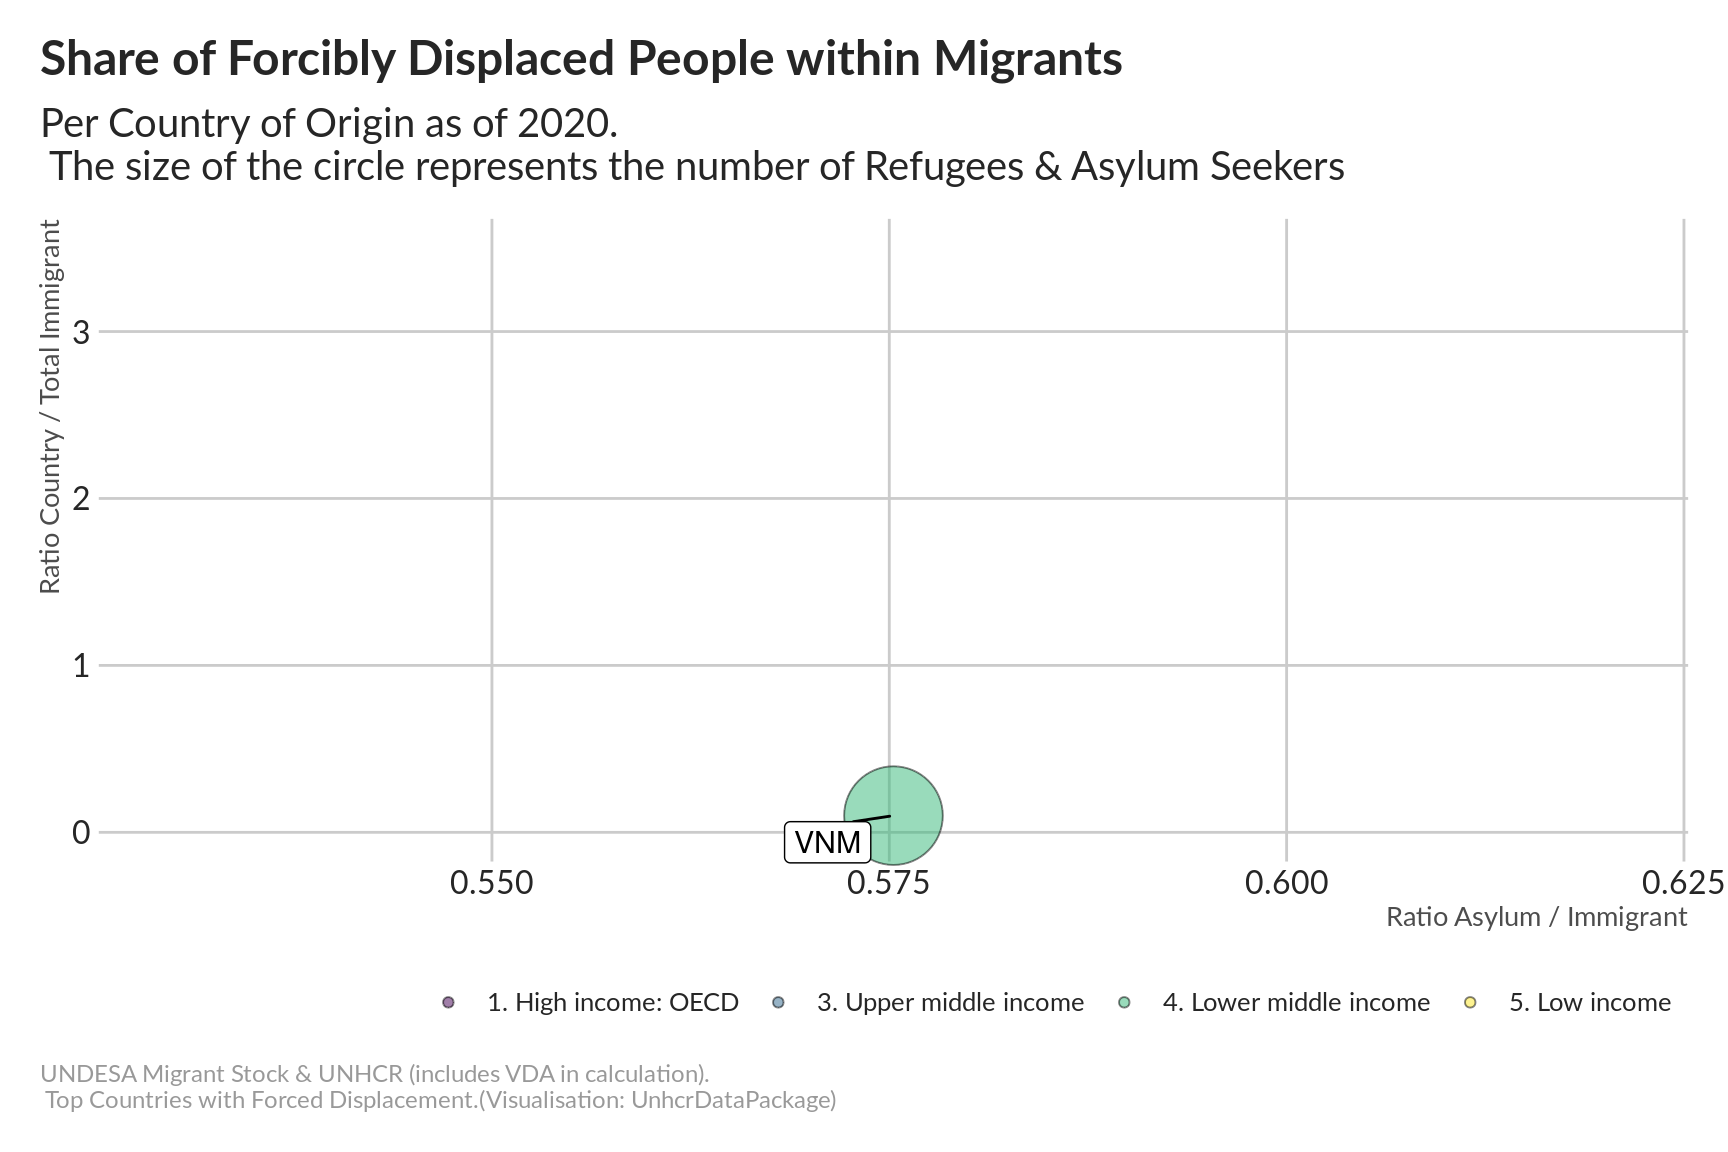 Share of Forcibly Displaced People within Migrants
Per Country of Origin as of 2020.
The size of the circle represents the number of Refugees & Asylum Seekers
Ratio Country / Total Immigrant
3
2
1
0
VNM
0.550
0.575
0.600
0.625
Ratio Asylum / Immigrant
1. High income: OECD
3. Upper middle income
4. Lower middle income
5. Low income
UNDESA Migrant Stock & UNHCR (includes VDA in calculation).
Top Countries with Forced Displacement.(Visualisation: UnhcrDataPackage)